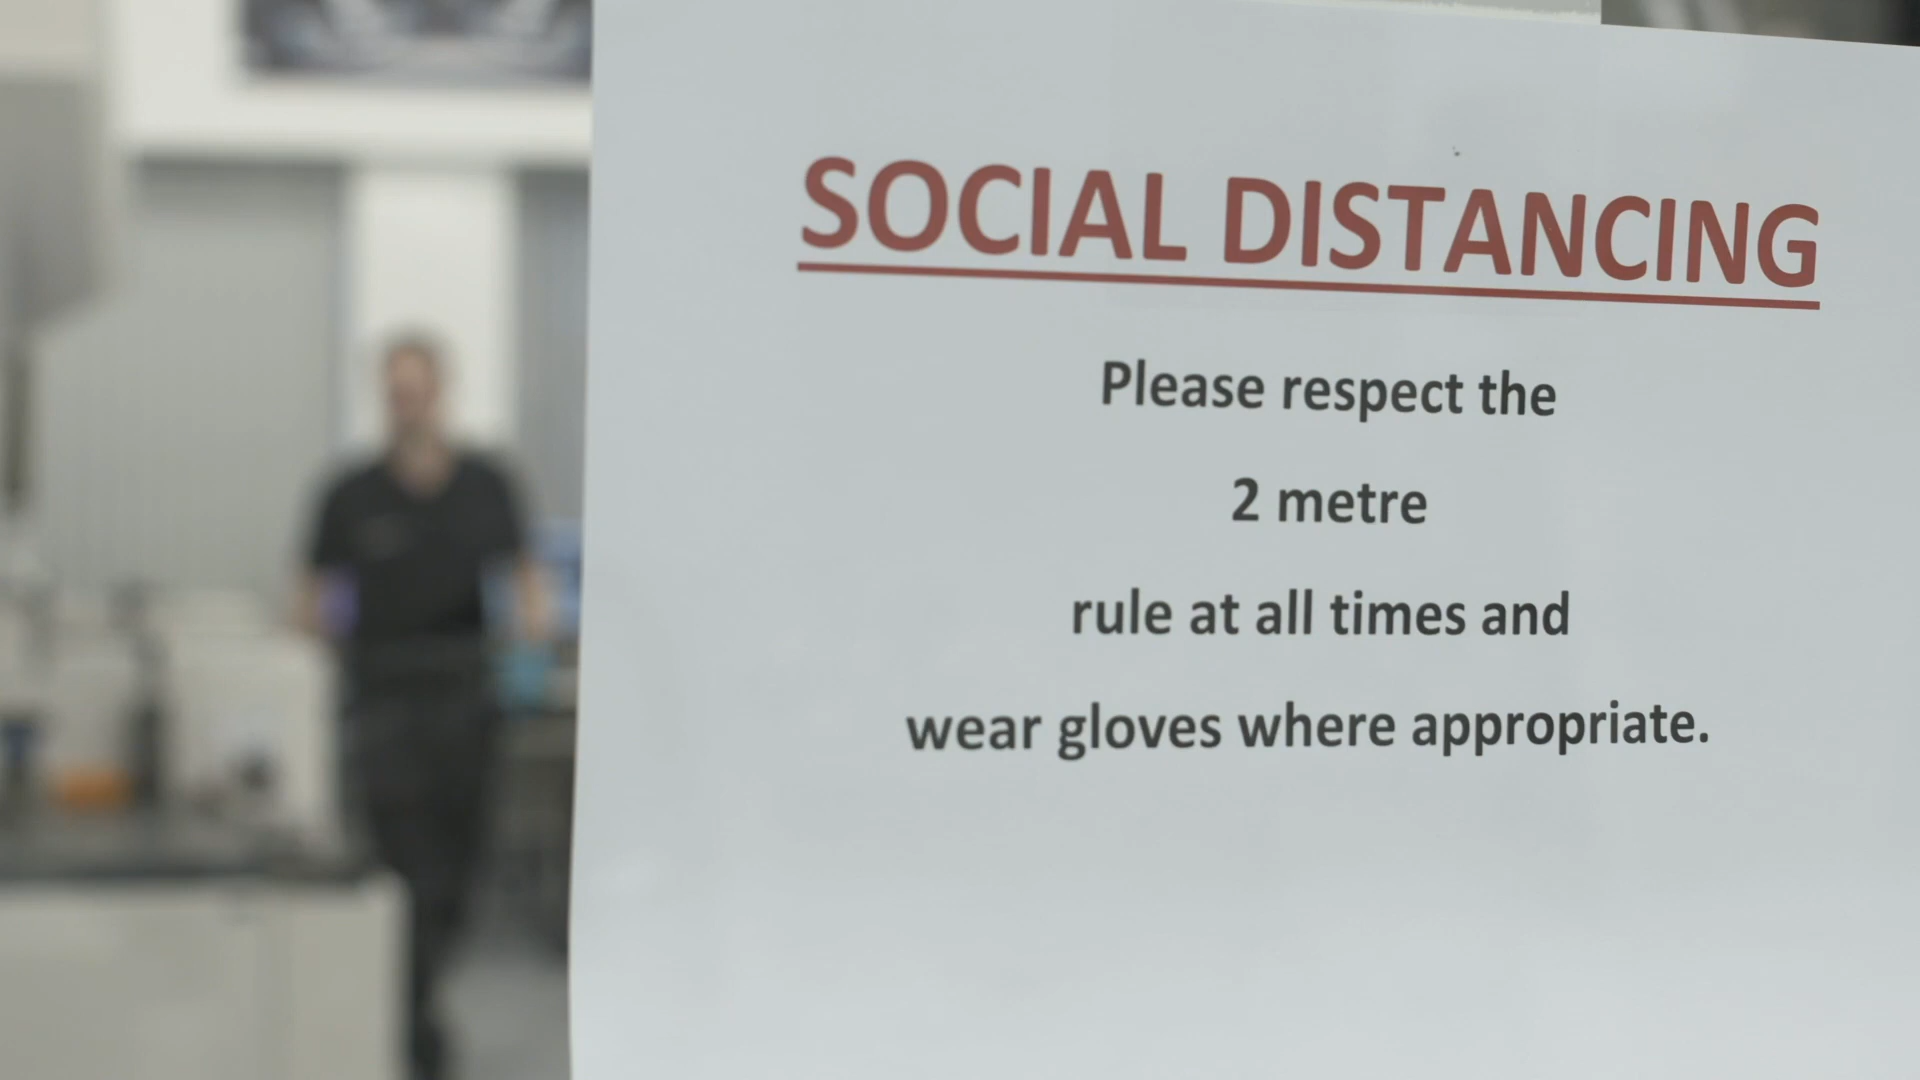 SOCIAL DISTANCING
Please respect the
2 metre
rule at all times and
wear gloves where appropriate.